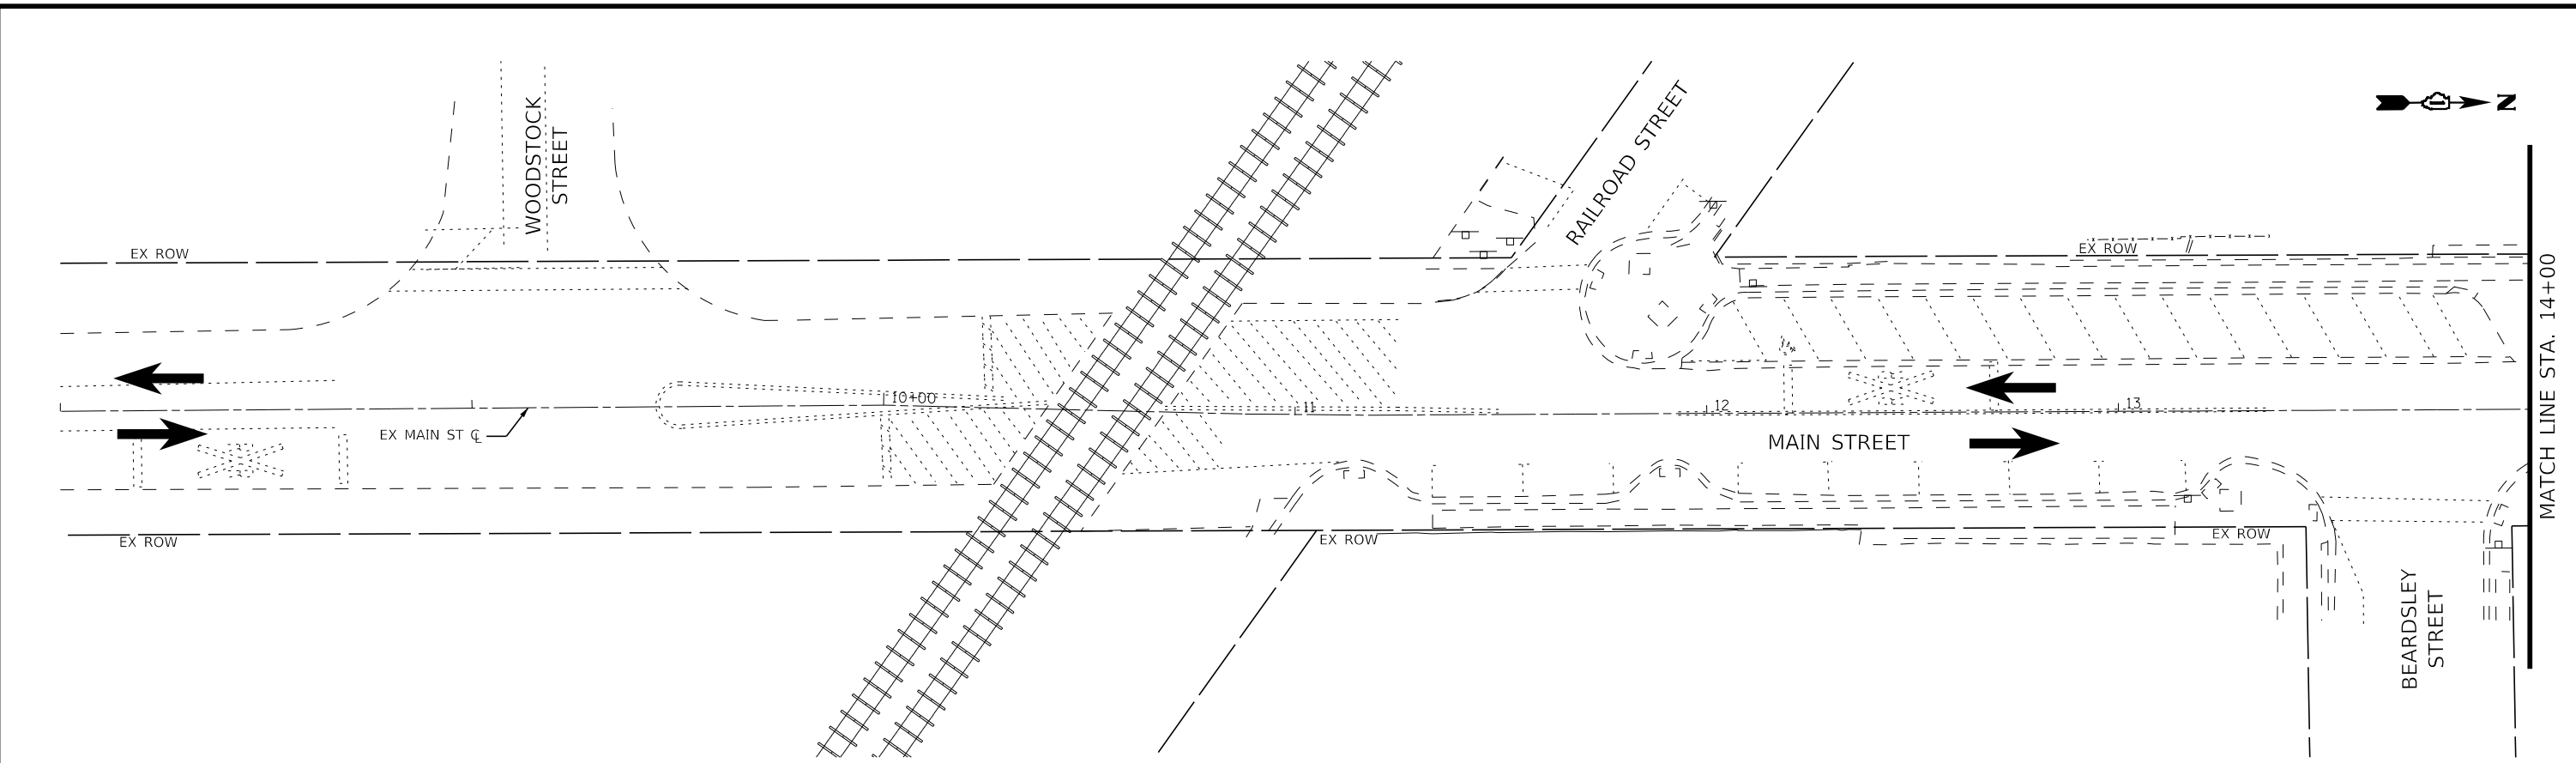 WOODSTOCK
STREET
RAILROAD STREET
N
EX ROW
EX ROW
MATCH LINE STA. 14+00
10+00
11
12
13
EX MAIN ST ℄
MAIN STREET
EX ROW
EX ROW
EX ROW
BEARDSLEY
STREET